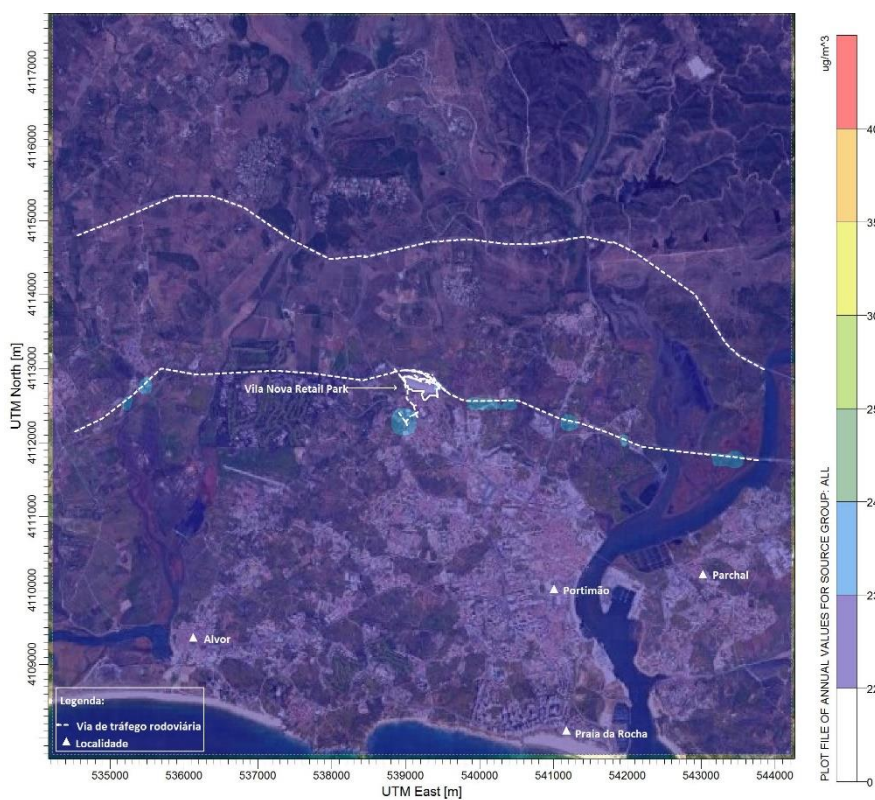 4117000
4116000
4115000
4114000
4113000
4112000
4111000
4110000
4109000
UTM North [m]
Vila Nova Retail Park
Portimão
Parchal
Alvor
Praia da Rocha
Legenda:
Via de tráfego rodoviária
Localidade
535000 536000 537000 538000 539000 540000 541000 542000 543000 544000
UTM East [m]
ug/m^3
40
35
30
25
24
23
22
0
PLOT FILE OF ANNUAL VALUES FOR SOURCE GROUP: ALL